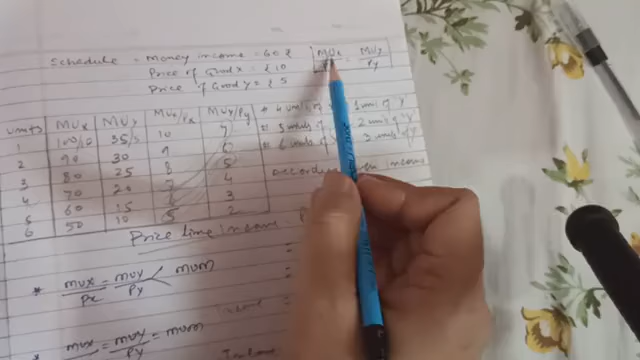 Schedule = Money income = 60 ₹
MUx = MUy
Px Py
Price of Good x = ₹ 10
Price of Good y = ₹ 5
Units MUx MUy MUx/Px MUy/Py
1 100/10 35/5 10 7
2 90 30 9 6
3 80 25 8 5
4 70 20 7 4
5 60 15 6 3
6 50 10 5 2
* 4 units of 1 unit of Y
2 units of Y
* 6 units 3 units of Y
income
Price line income
* MUx = MUy < MUM
Px Py
* MUx = MUy = MUM
Py